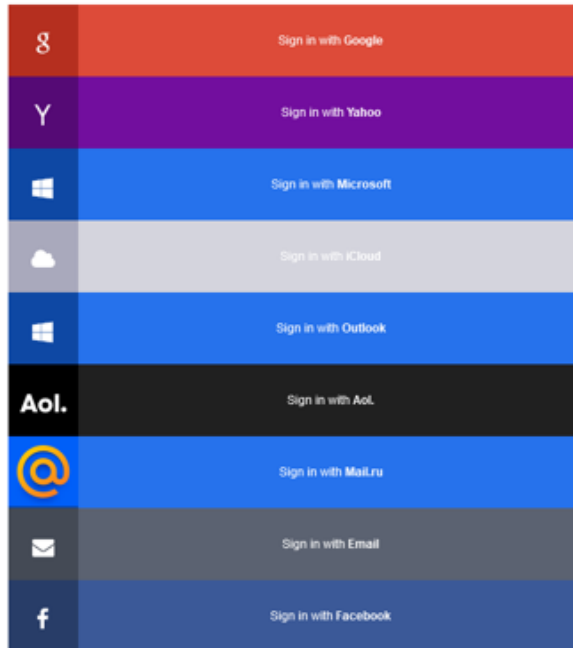 g Sign in with Google
Y Sign in with Yahoo
Sign in with Microsoft
Sign in with iCloud
Sign in with Outlook
Aol. Sign in with Aol.
@ Sign in with Mail.ru
Sign in with Email
f Sign in with Facebook